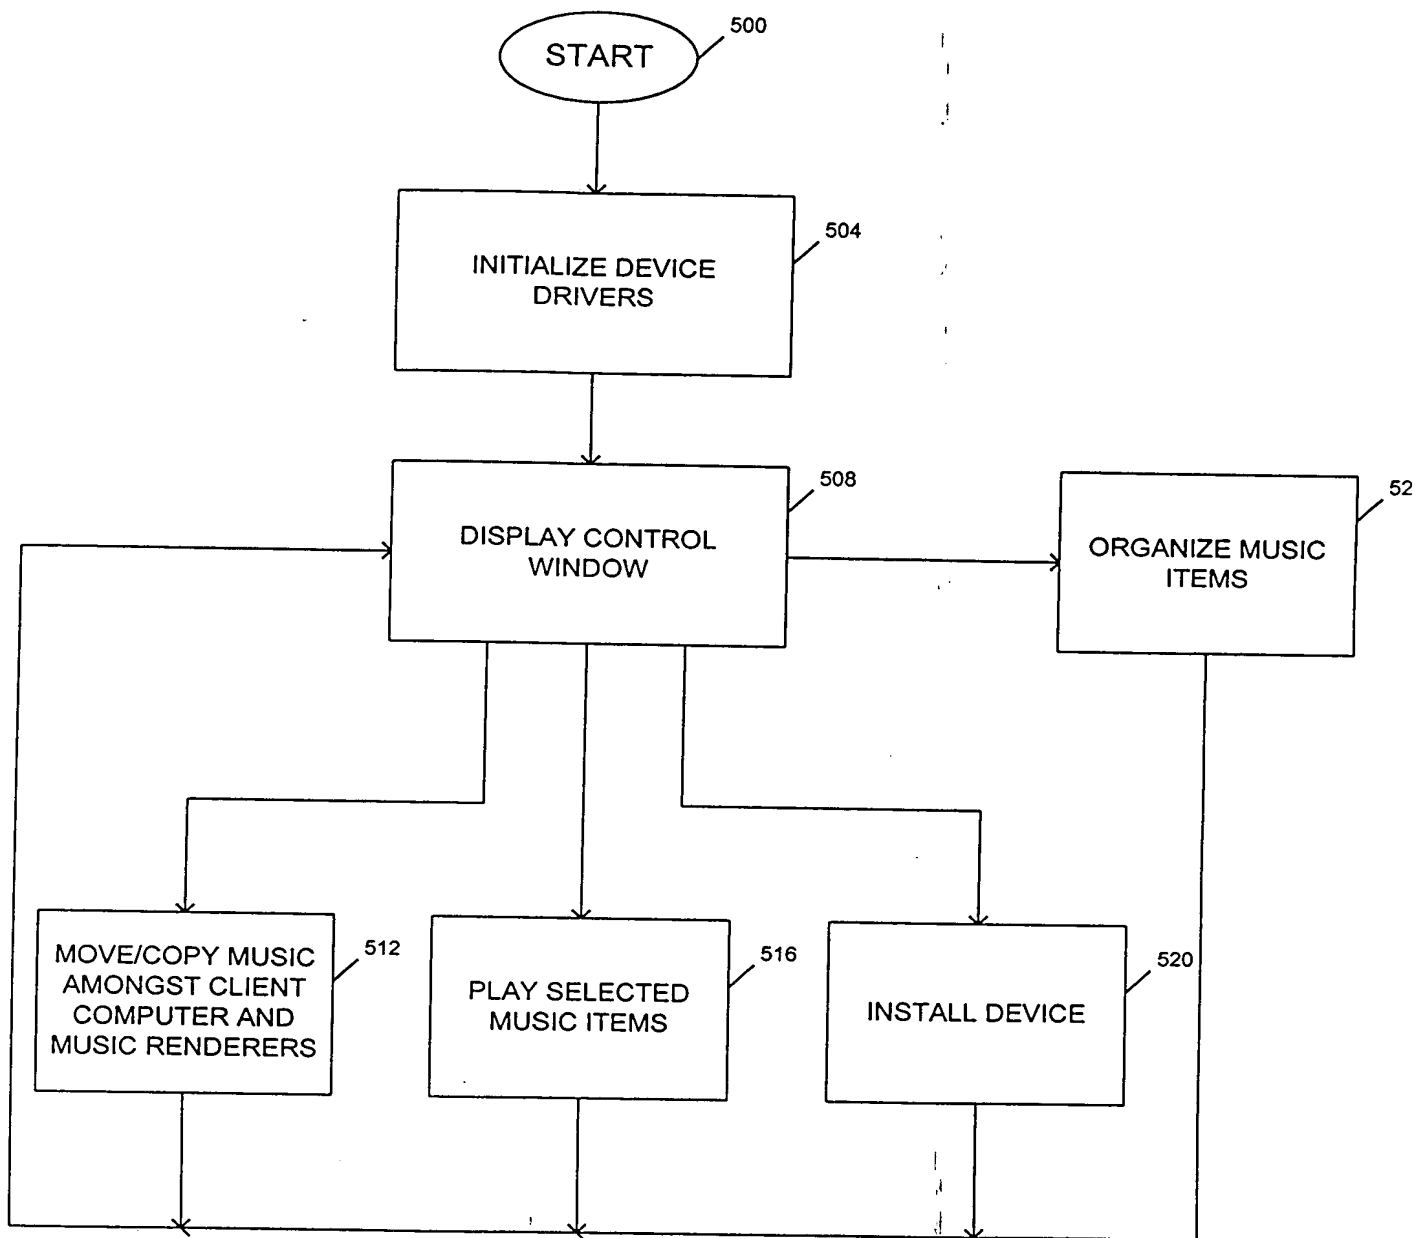 START
500
INITIALIZE DEVICE
DRIVERS
504
DISPLAY CONTROL
WINDOW
508
ORGANIZE MUSIC
ITEMS
52
MOVE/COPY MUSIC
AMONGST CLIENT
COMPUTER AND
MUSIC RENDERERS
512
PLAY SELECTED
MUSIC ITEMS
516
INSTALL DEVICE
520